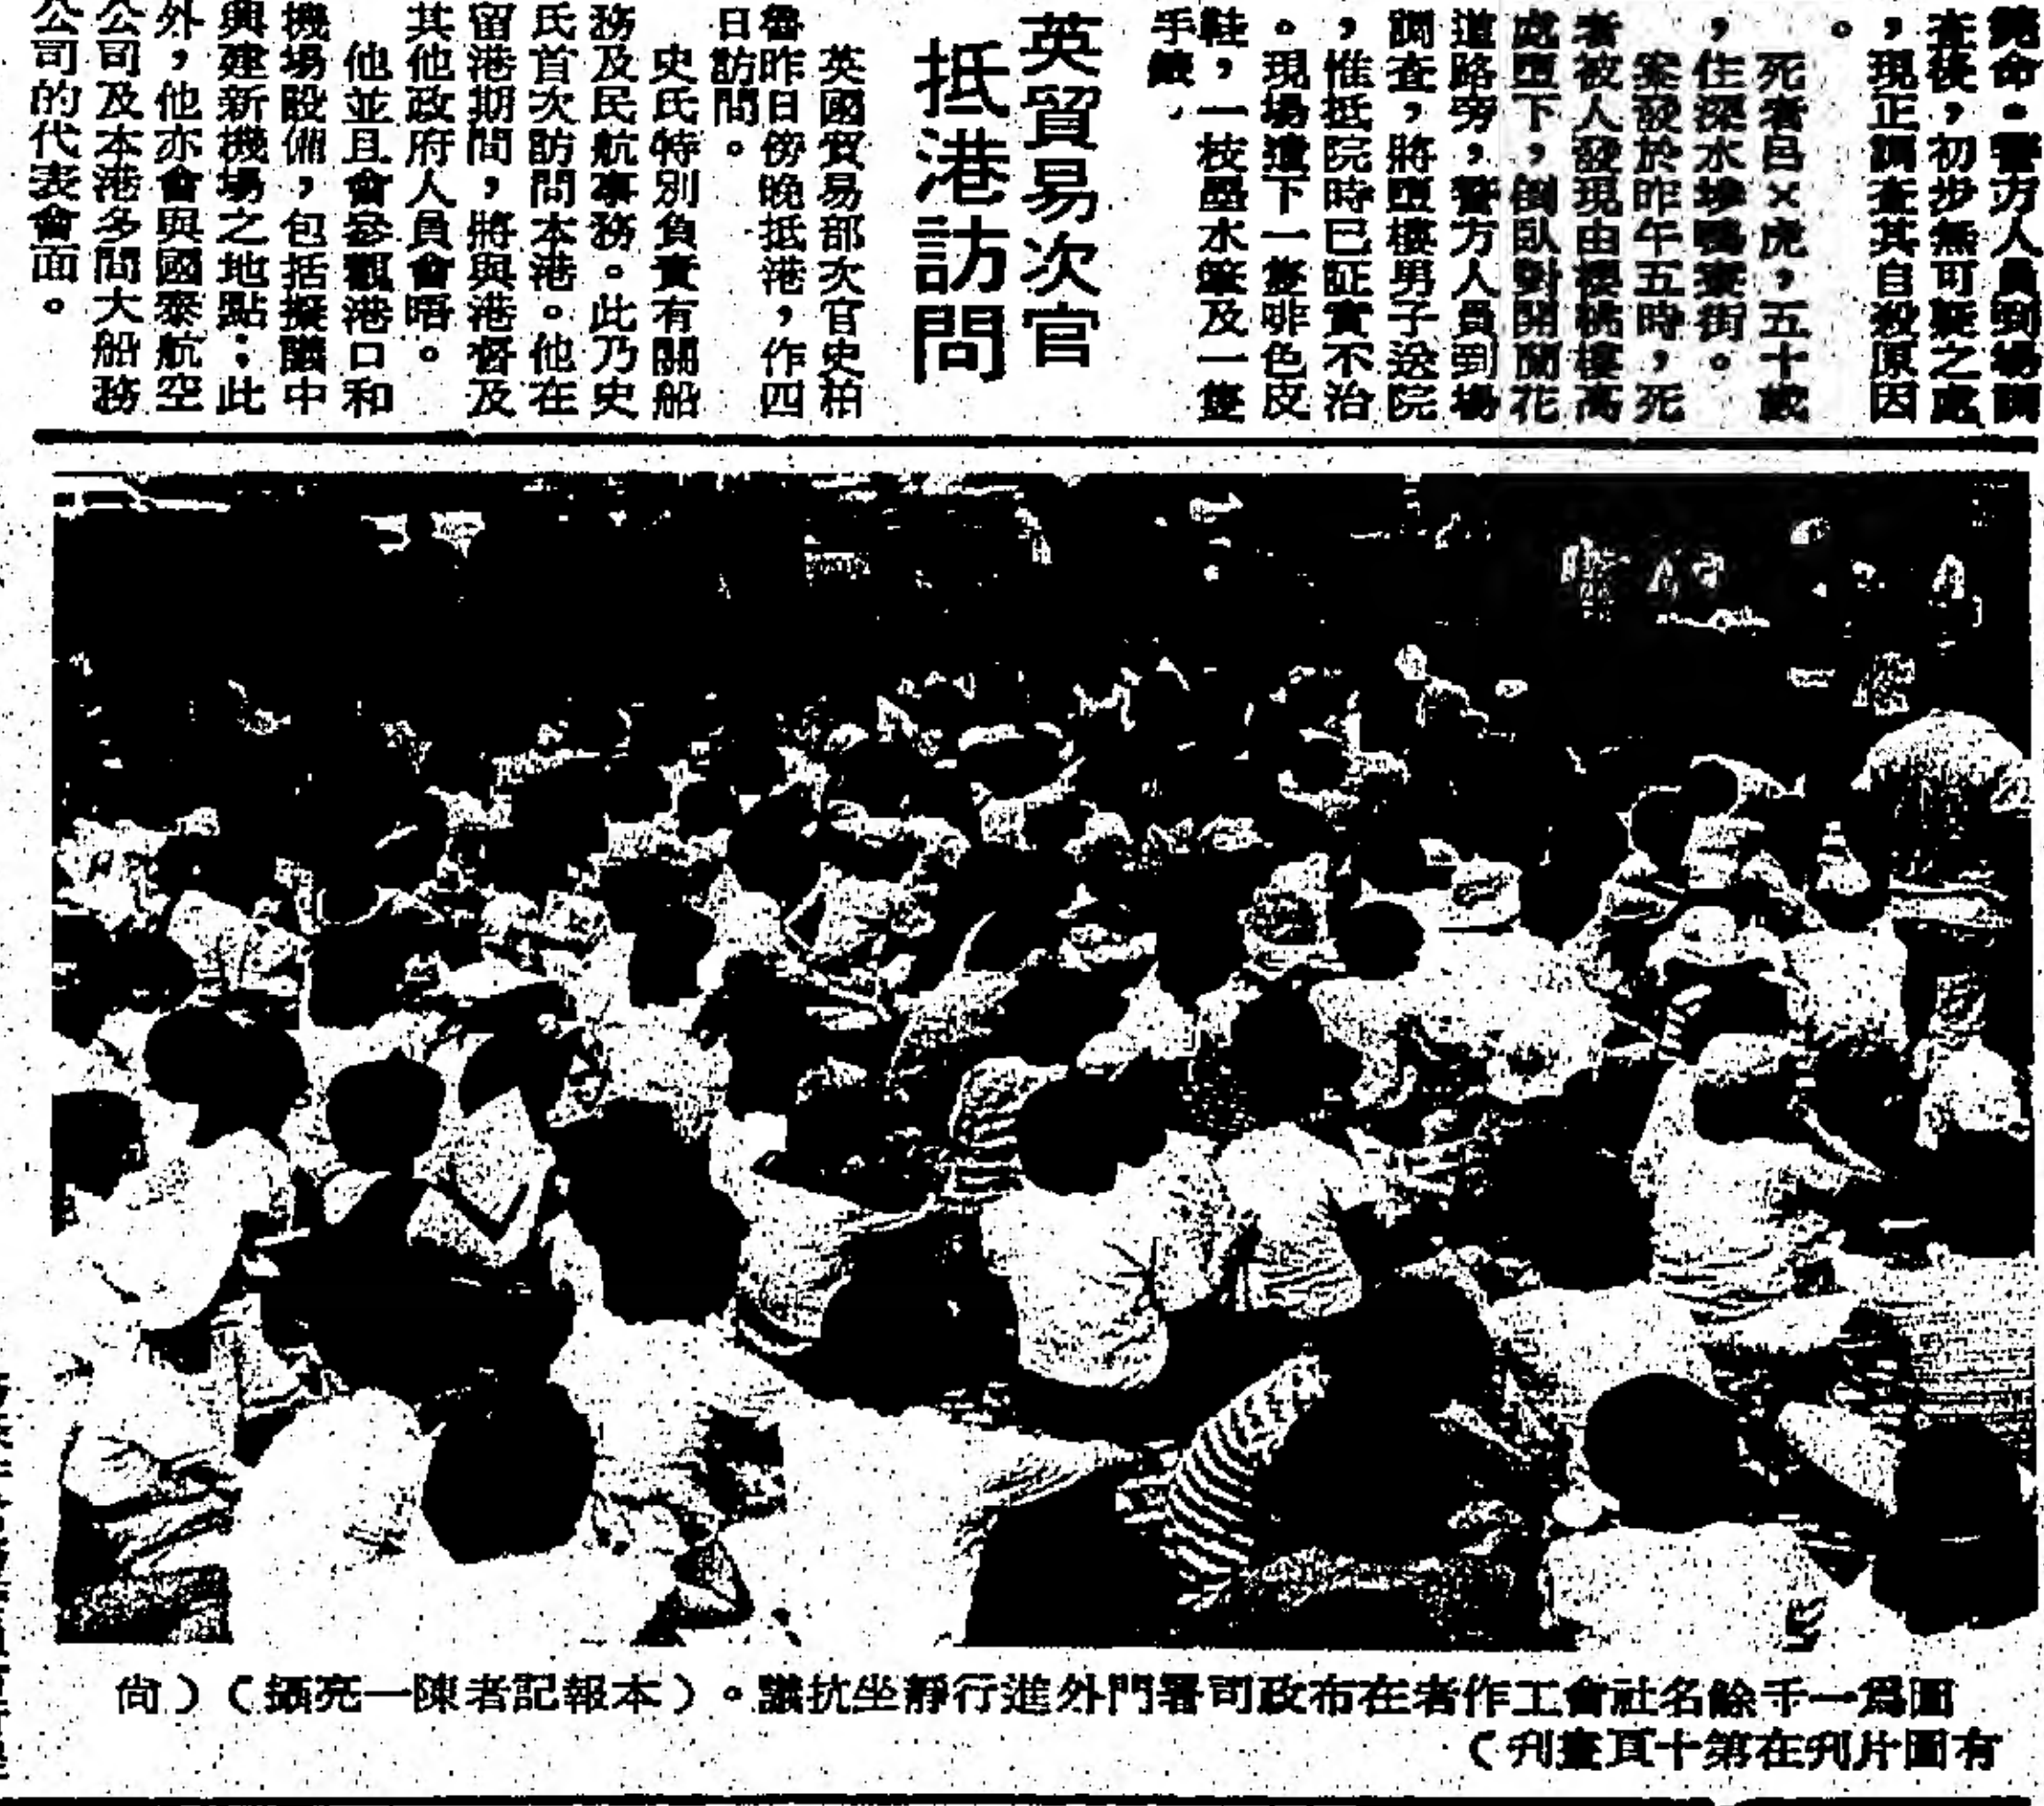 絶命。警方人員到場調
查後，初步無可疑之處
，現正調查其自殺原因
。
死者呂×虎，五十歲
，住深水埗鴨寮街。
案發於昨午五時，死
者被人發現由樓梯樓高
處墮下，倒臥對開蘭花
道路旁，警方人員到場
調查，將墮樓男子送院
，惟抵院時已証實不治
。現場遺下一隻啡色皮
鞋，一枝墨水筆及一隻
手錶．
英貿易次官
抵港訪問
英國貿易部次官史柏
魯昨日傍晚抵港，作四
日訪問。
史氏特別負責有關船
務及民航事務。此乃史
氏首次訪問本港。他在
留港期間，將與港督及
其他政府人員會晤。
他並且會參觀港口和
機場設備，包括擬議中
興建新機場之地點；此
外，他亦會與國泰航空
公司及本港多間大船務
公司的代表會面。
圖爲一千餘名社會工作者在布政司署門外進行靜坐抗議。（本報記者陳一亮攝）（尚
有圖片刋在第十頁畫刋）